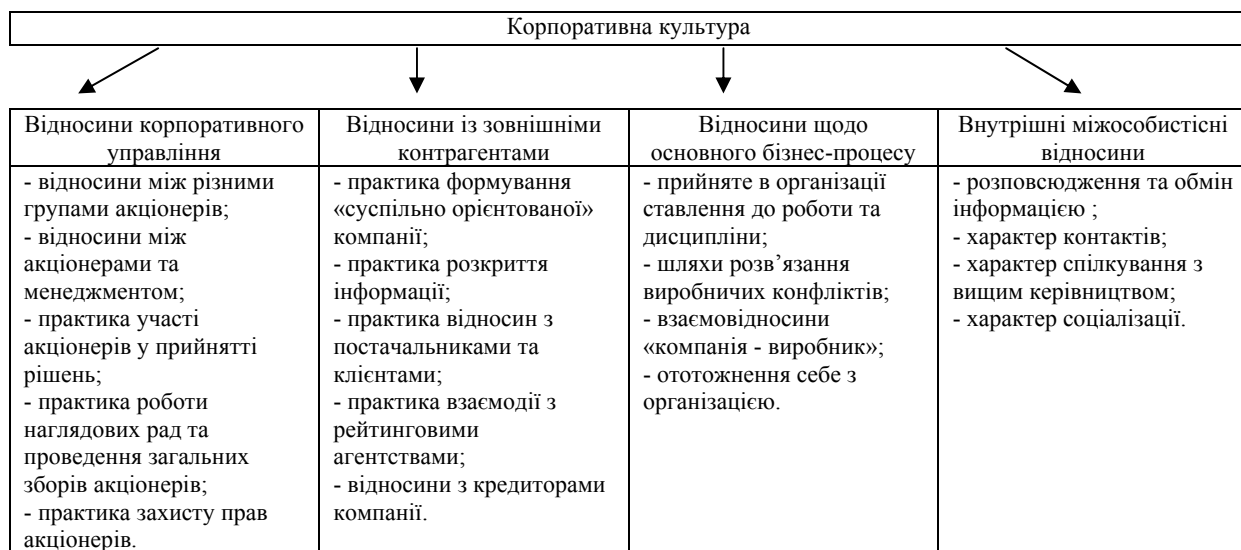 Корпоративна культура
Відносини корпоративного
управління
- відносини між різними
групами акціонерів;
- відносини між
акціонерами та
менеджментом;
- практика участі
акціонерів у прийнятті
рішень;
- практика роботи
наглядових рад та
проведення загальних
зборів акціонерів;
- практика захисту прав
акціонерів.
Відносини із зовнішніми
контрагентами
- практика формування
«суспільно орієнтованої»
компанії;
- практика розкриття
інформації;
- практика відносин з
постачальниками та
клієнтами;
- практика взаємодії з
рейтинговими
агентствами;
- відносини з кредиторами
компанії.
Відносини щодо
основного бізнес-процесу
- прийняте в організації
ставлення до роботи та
дисципліни;
- шляхи розв’язання
виробничих конфліктів;
- взаємовідносини
«компанія - виробник»;
- ототожнення себе з
організацією.
Внутрішні міжособистісні
відносини
- розповсюдження та обмін
інформацією ;
- характер контактів;
- характер спілкування з
вищим керівництвом;
- характер соціалізації.